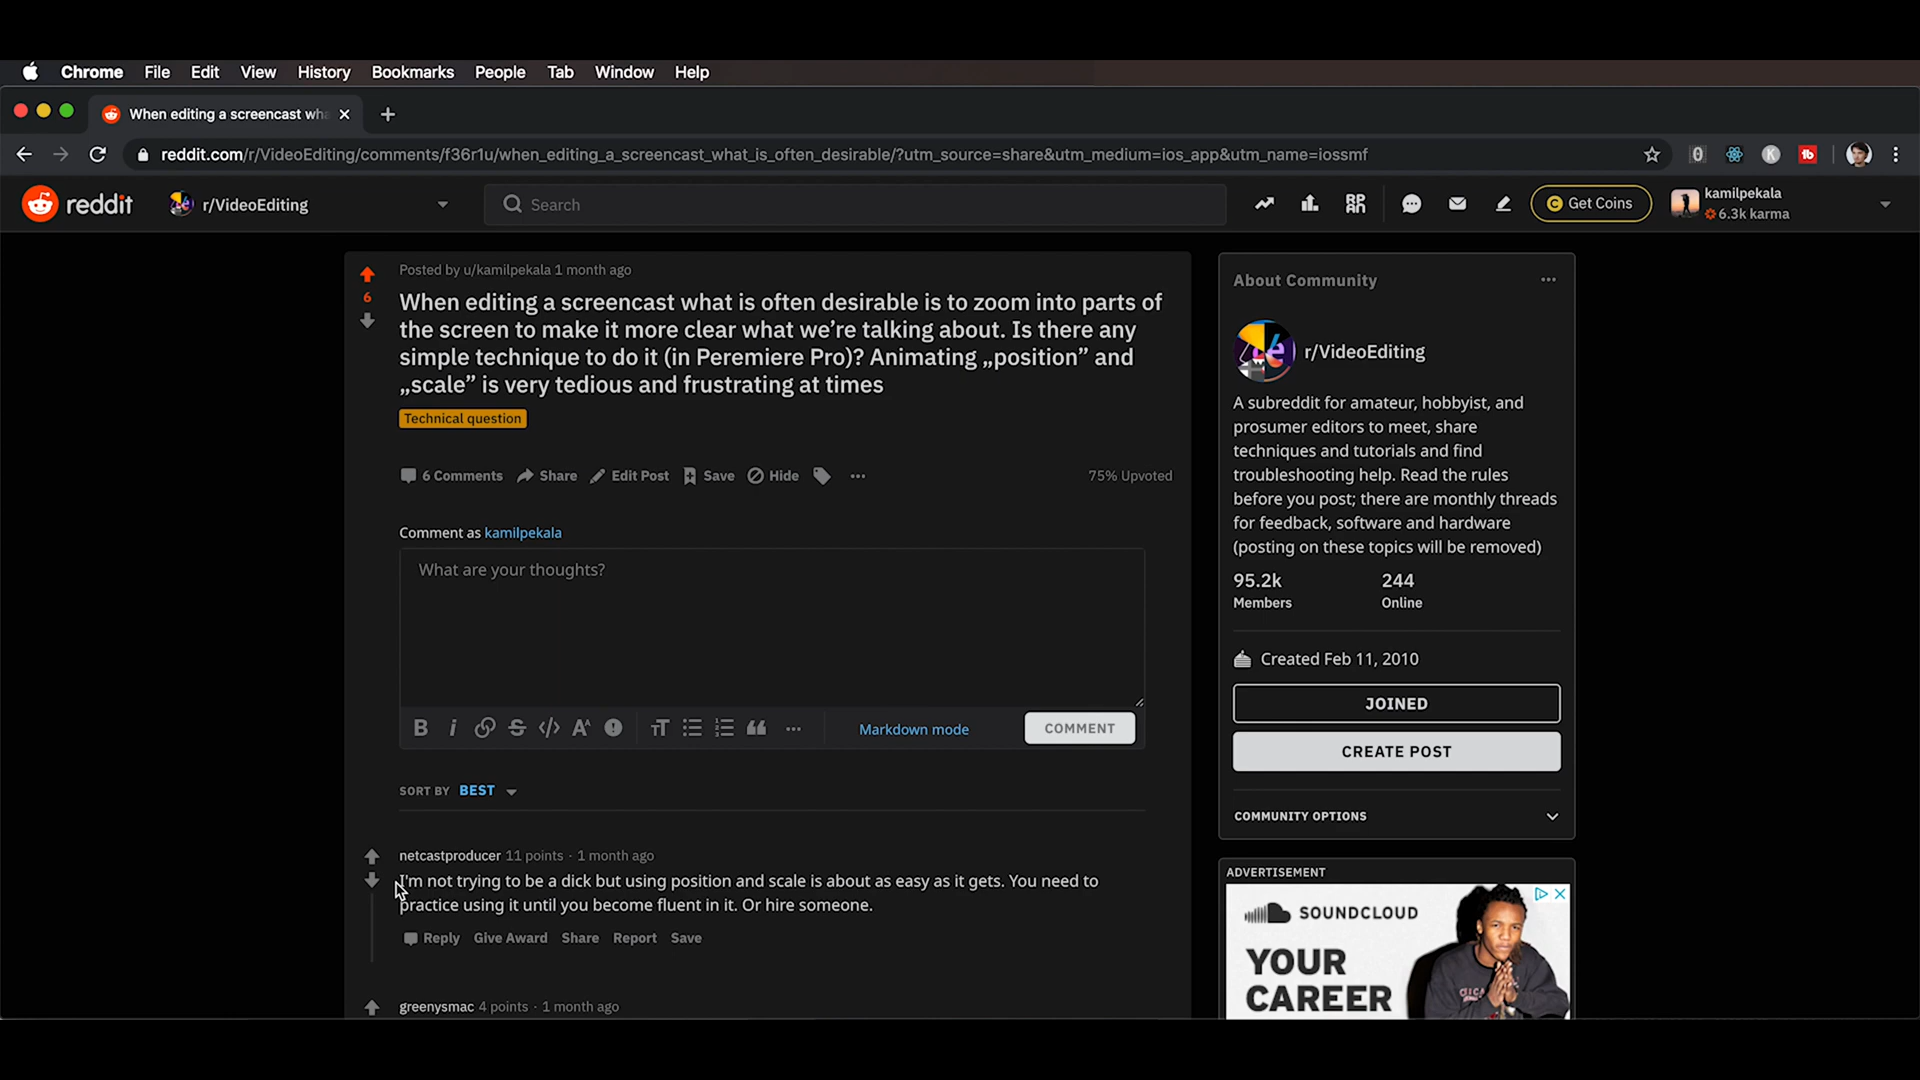 Chrome File Edit View History Bookmarks People Tab Window Help
When editing a screencast wha
reddit.com/r/VideoEditing/comments/f36r1u/when_editing_a_screencast_what_is_often_desirable/?utm_source=share&utm_medium=ios_app&utm_name=iossmf
reddit r/VideoEditing Search Get Coins kamilpekala
6.3k karma
Posted by u/kamilpekala 1 month ago
6
When editing a screencast what is often desirable is to zoom into parts of
the screen to make it more clear what we’re talking about. Is there any
simple technique to do it (in Peremiere Pro)? Animating „position” and
„scale” is very tedious and frustrating at times
Technical question
6 Comments Share Edit Post Save Hide 75% Upvoted
Comment as kamilpekala
What are your thoughts?
Markdown mode COMMENT
SORT BY BEST
netcastproducer 11 points · 1 month ago
I'm not trying to be a dick but using position and scale is about as easy as it gets. You need to
practice using it until you become fluent in it. Or hire someone.
Reply Give Award Share Report Save
greenysmac 4 points · 1 month ago
About Community
r/VideoEditing
A subreddit for amateur, hobbyist, and
prosumer editors to meet, share
techniques and tutorials and find
troubleshooting help. Read the rules
before you post; there are monthly threads
for feedback, software and hardware
(posting on these topics will be removed)
95.2k 244
Members Online
Created Feb 11, 2010
JOINED
CREATE POST
COMMUNITY OPTIONS
ADVERTISEMENT
SOUNDCLOUD
YOUR
CAREER